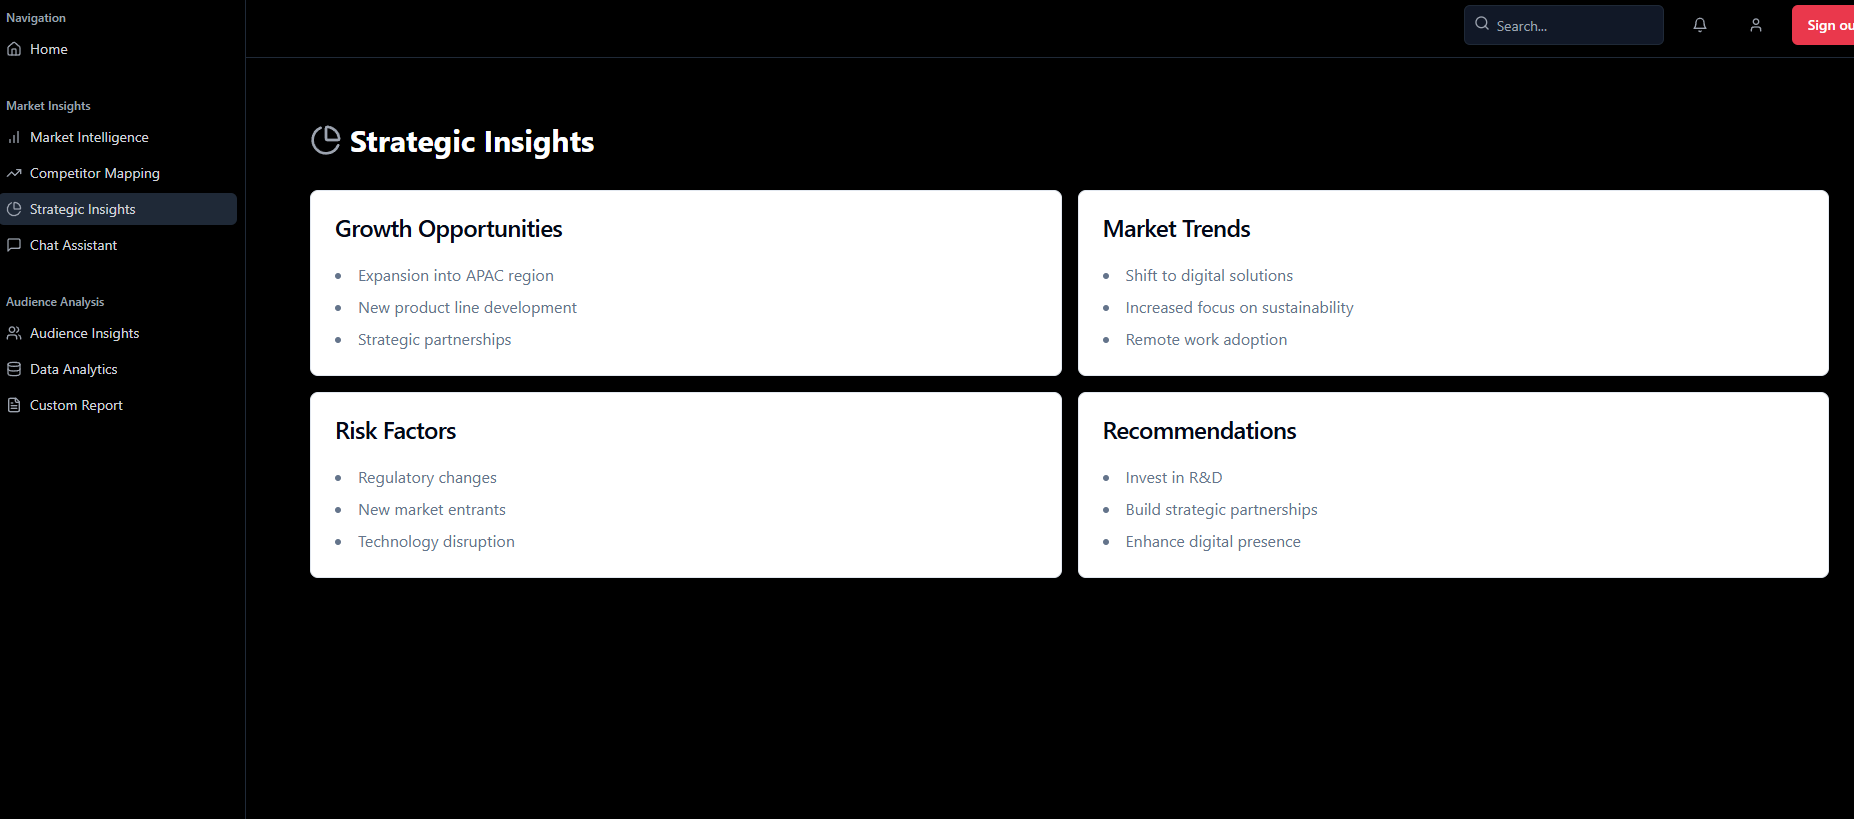 Navigation
Home
Market Insights
Market Intelligence
Competitor Mapping
Strategic Insights
Chat Assistant
Audience Analysis
Audience Insights
Data Analytics
Custom Report
Search...
Sign ou
Strategic Insights
Growth Opportunities
Expansion into APAC region
New product line development
Strategic partnerships
Market Trends
Shift to digital solutions
Increased focus on sustainability
Remote work adoption
Risk Factors
Regulatory changes
New market entrants
Technology disruption
Recommendations
Invest in R&D
Build strategic partnerships
Enhance digital presence